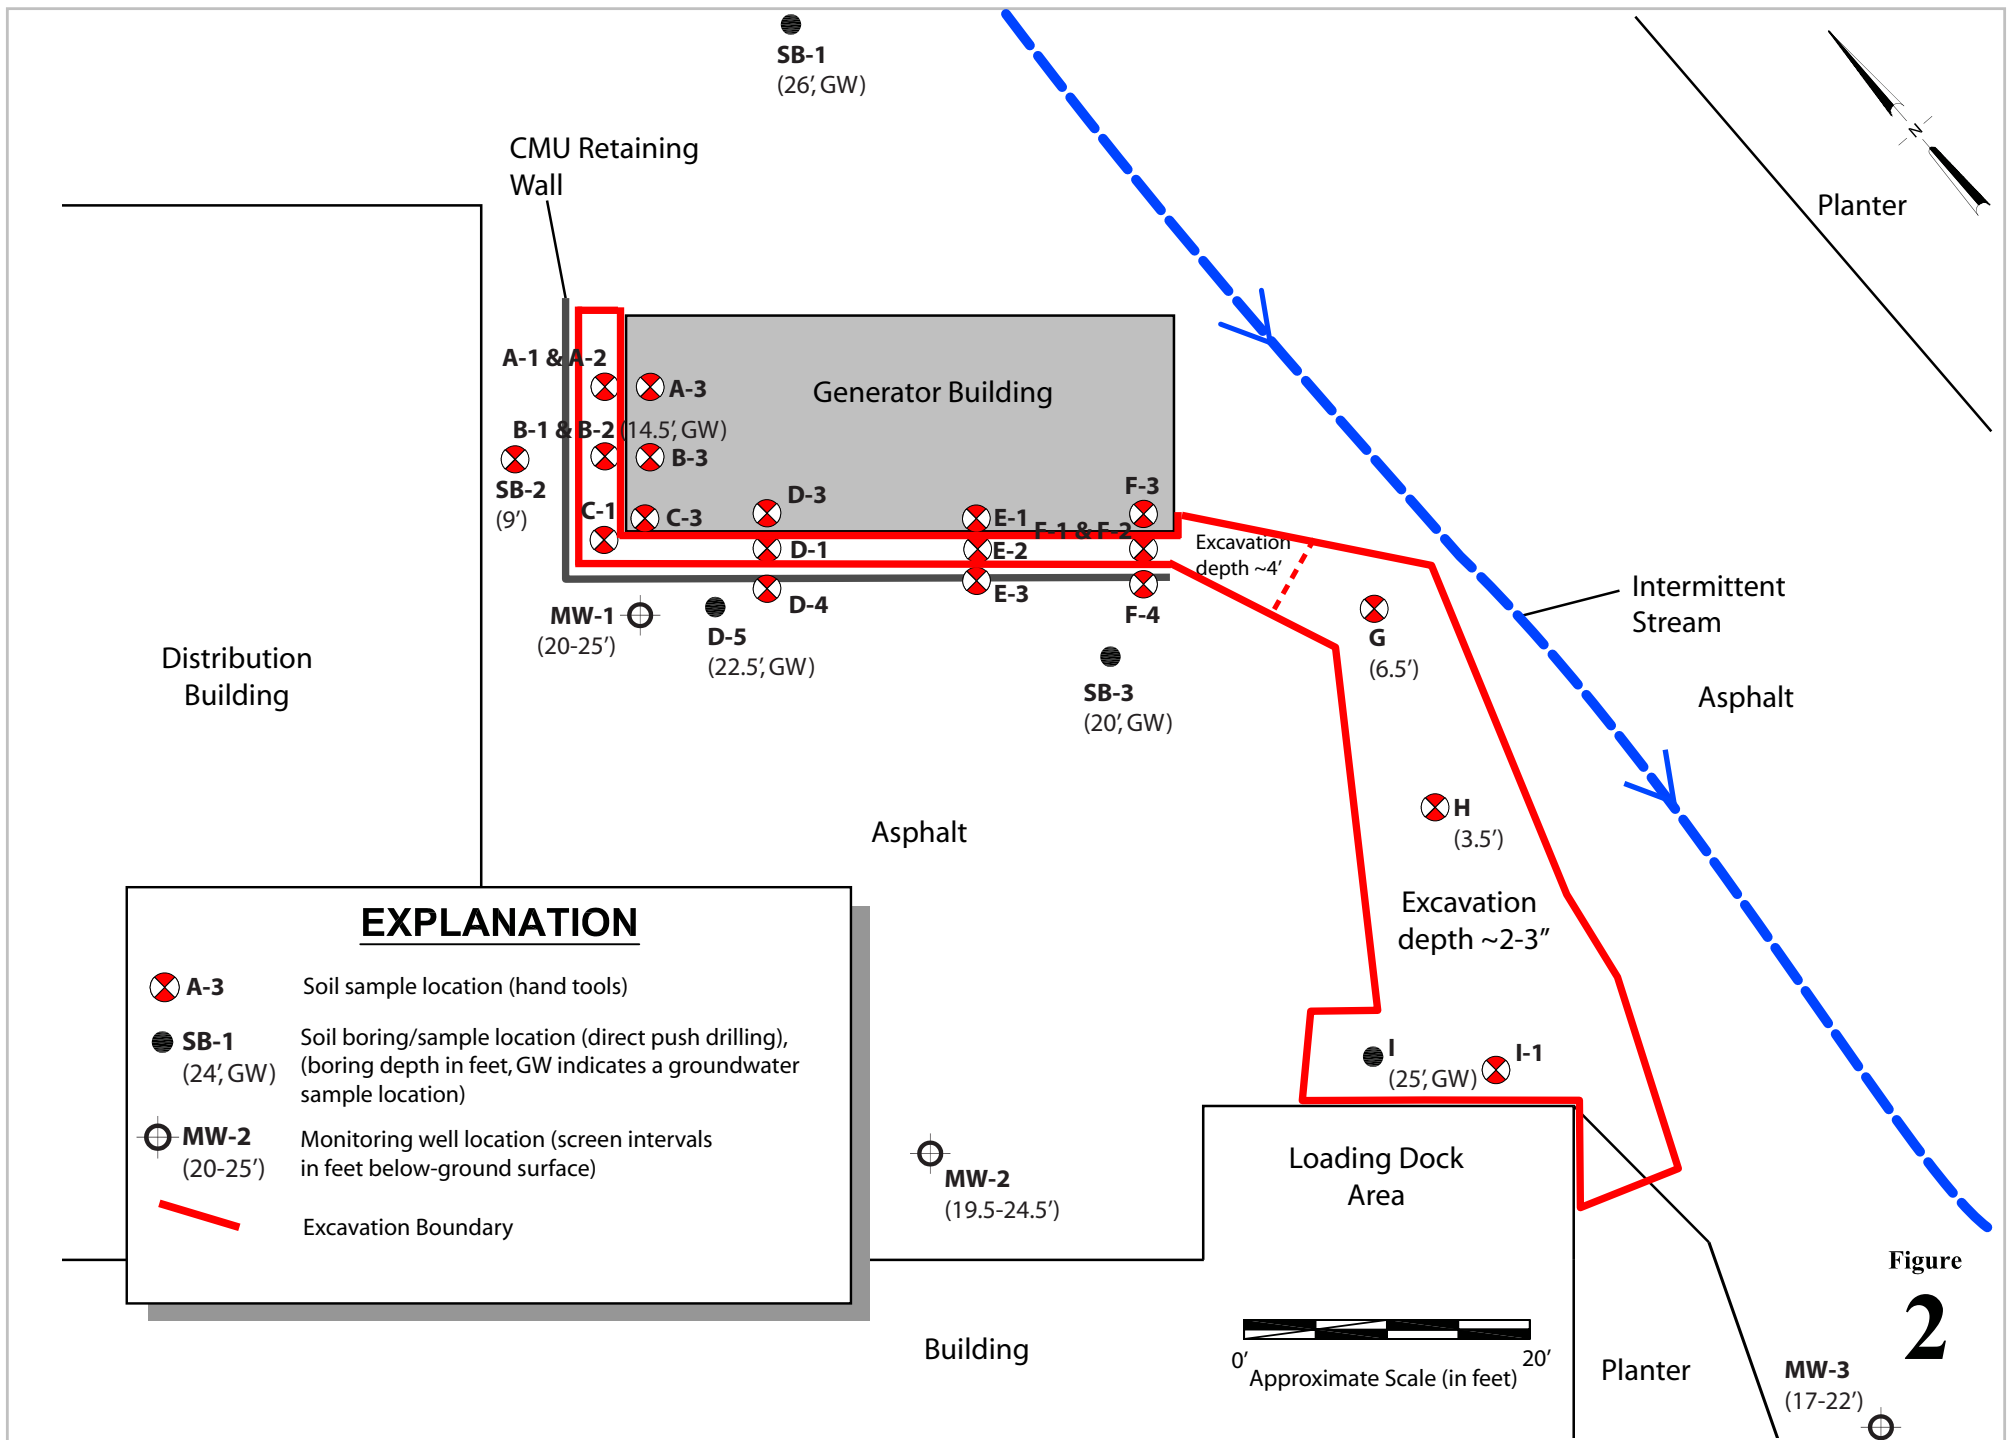 SB-1
(26', GW)
CMU Retaining
Wall
N
Planter
A-1 & A-2
A-3
Generator Building
B-1 & B-2 (14.5', GW)
B-3
SB-2
(9')
C-1
C-3
D-3
D-1
D-4
E-1
E-2
E-3
F-3
F-1 & F-2
F-4
Excavation
depth ~4'
MW-1
(20-25')
D-5
(22.5', GW)
SB-3
(20', GW)
G
(6.5')
Intermittent
Stream
Asphalt
Distribution
Building
H
(3.5')
Asphalt
Excavation
depth ~2-3"
I
(25', GW)
I-1
EXPLANATION
A-3 Soil sample location (hand tools)
SB-1
(24', GW)
Soil boring/sample location (direct push drilling),
(boring depth in feet, GW indicates a groundwater
sample location)
MW-2
(20-25')
Monitoring well location (screen intervals
in feet below-ground surface)
Excavation Boundary
MW-2
(19.5-24.5')
Loading Dock
Area
Building
0' 20'
Approximate Scale (in feet)
Planter
Figure
2
MW-3
(17-22')